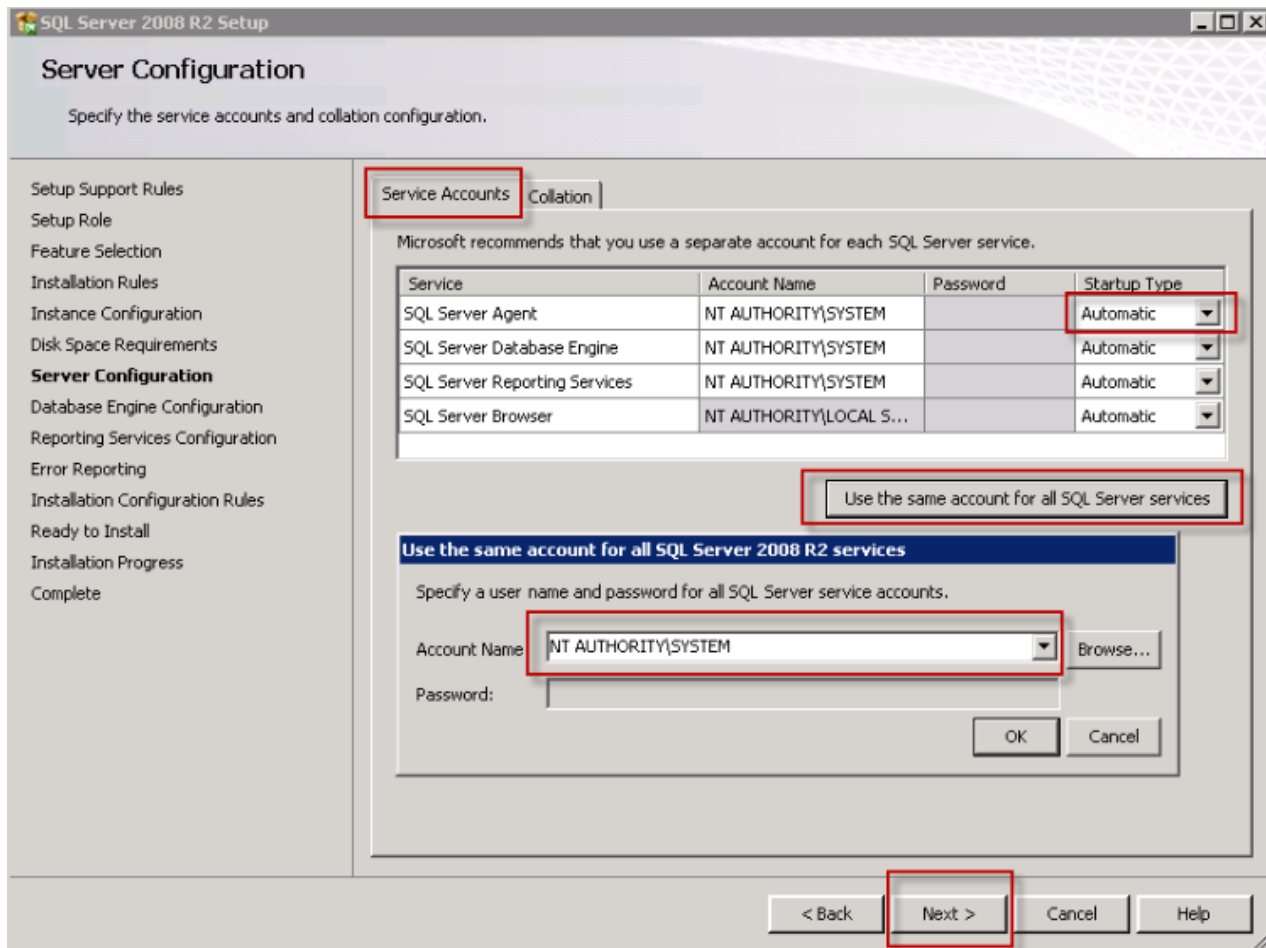 SQL Server 2008 R2 Setup
Server Configuration
Specify the service accounts and collation configuration.
Setup Support Rules
Setup Role
Feature Selection
Installation Rules
Instance Configuration
Disk Space Requirements
Server Configuration
Database Engine Configuration
Reporting Services Configuration
Error Reporting
Installation Configuration Rules
Ready to Install
Installation Progress
Complete
Service Accounts Collation
Microsoft recommends that you use a separate account for each SQL Server service.
Service Account Name Password Startup Type
SQL Server Agent NT AUTHORITY\SYSTEM Automatic
SQL Server Database Engine NT AUTHORITY\SYSTEM Automatic
SQL Server Reporting Services NT AUTHORITY\SYSTEM Automatic
SQL Server Browser NT AUTHORITY\LOCAL S... Automatic
Use the same account for all SQL Server services
Use the same account for all SQL Server 2008 R2 services
Specify a user name and password for all SQL Server service accounts.
Account Name NT AUTHORITY\SYSTEM Browse...
Password:
OK Cancel
< Back Next > Cancel Help